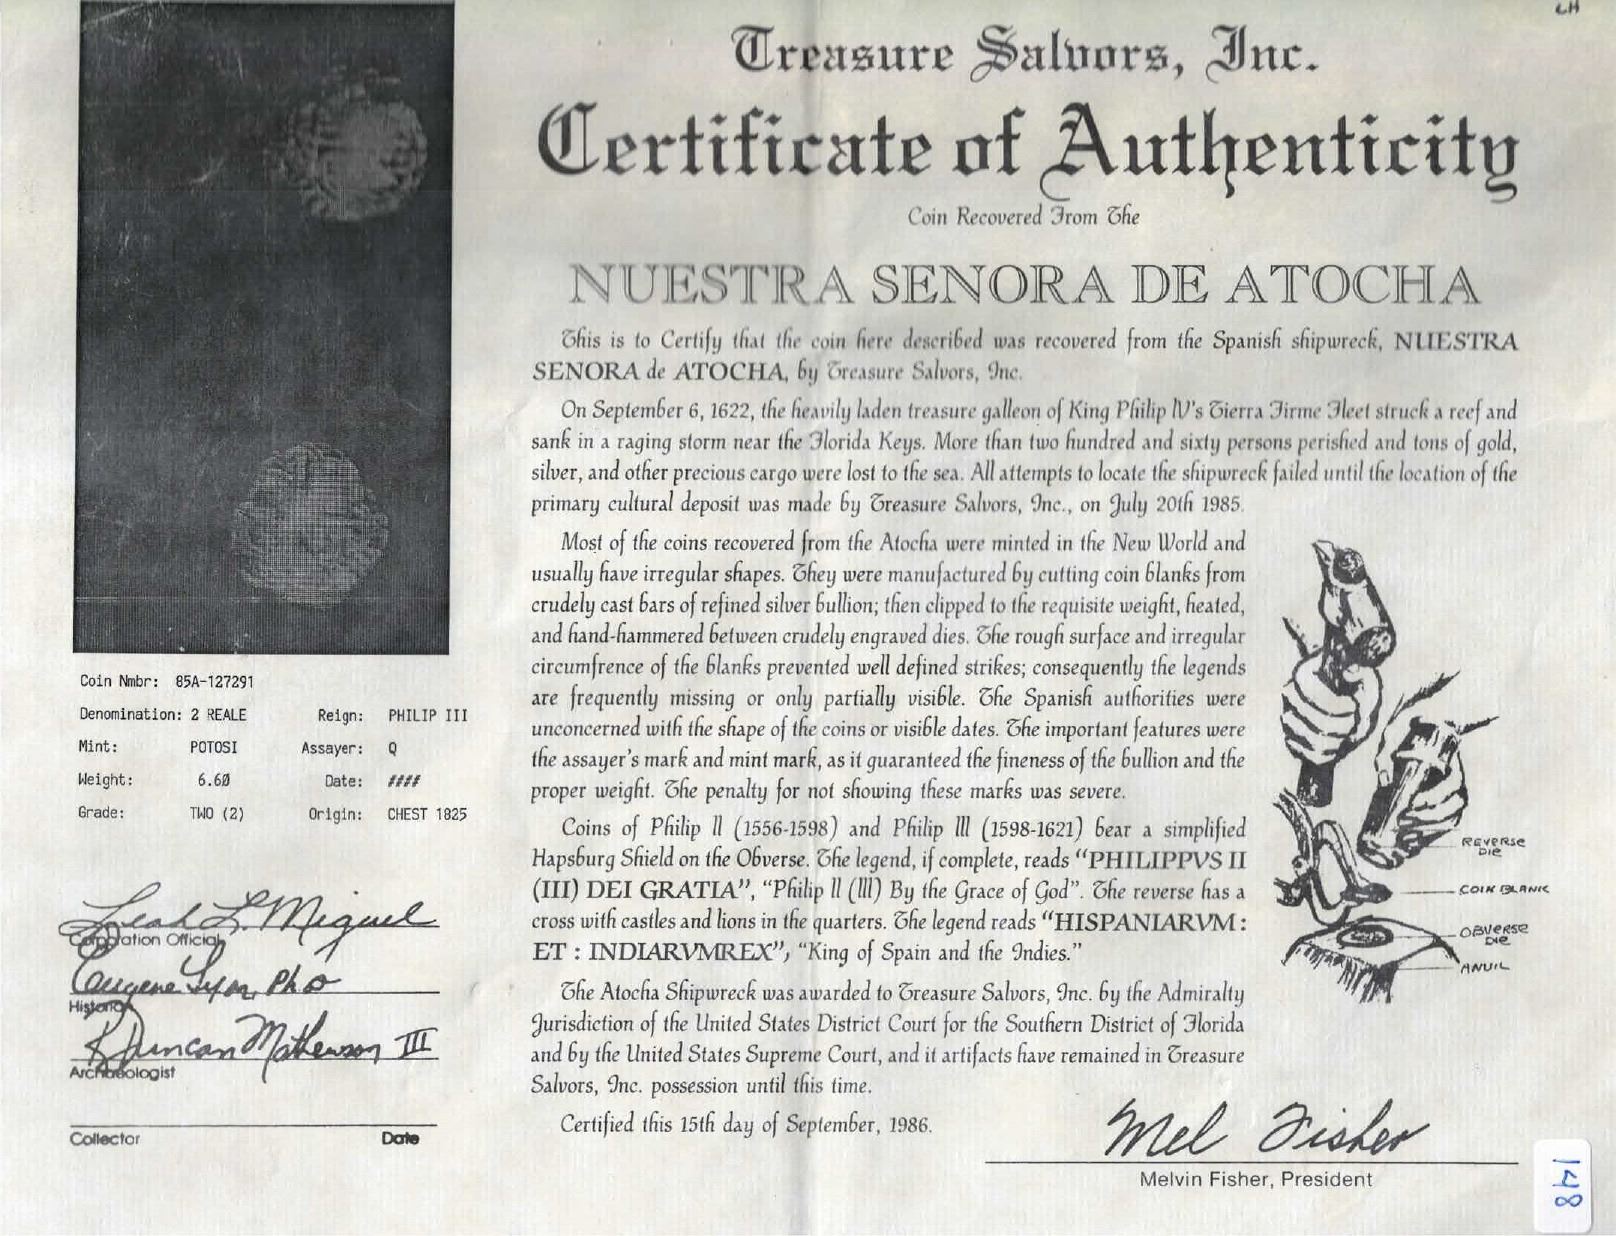 LH
Treasure Salvors, Inc.
Certificate of Authenticity
Coin Recovered From The
NUESTRA SENORA DE ATOCHA
This is to Certify that the coin here described was recovered from the Spanish shipwreck, NUESTRA
SENORA de ATOCHA, by Treasure Salvors, Inc.
On September 6, 1622, the heavily laden treasure galleon of King Philip IV's Tierra Firme Fleet struck a reef and
sank in a raging storm near the Florida Keys. More than two hundred and sixty persons perished and tons of gold,
silver, and other precious cargo were lost to the sea. All attempts to locate the shipwreck failed until the location of the
primary cultural deposit was made by Treasure Salvors, Inc., on July 20th 1985.
Most of the coins recovered from the Atocha were minted in the New World and
usually have irregular shapes. They were manufactured by cutting coin blanks from
crudely cast bars of refined silver bullion; then clipped to the requisite weight, heated,
and hand-hammered between crudely engraved dies. The rough surface and irregular
circumfrence of the blanks prevented well defined strikes; consequently the legends
are frequently missing or only partially visible. The Spanish authorities were
unconcerned with the shape of the coins or visible dates. The important features were
the assayer's mark and mint mark, as it guaranteed the fineness of the bullion and the
proper weight. The penalty for not showing these marks was severe.
Coins of Philip II (1556-1598) and Philip III (1598-1621) bear a simplified
Hapsburg Shield on the Obverse. The legend, if complete, reads "PHILIPPVS II
(III) DEI GRATIA", "Philip II (III) By the Grace of God". The reverse has a
cross with castles and lions in the quarters. The legend reads "HISPANIARVM :
ET : INDIARVMREX", "King of Spain and the Indies."
The Atocha Shipwreck was awarded to Treasure Salvors, Inc. by the Admiralty
Jurisdiction of the United States District Court for the Southern District of Florida
and by the United States Supreme Court, and it artifacts have remained in Treasure
Salvors, Inc. possession until this time.
Certified this 15th day of September, 1986.
REVERSE
DIE
COIN BLANK
OBVERSE
DIE
ANVIL
Mel Fisher
Melvin Fisher, President
148
Coin Nmbr: 85A-127291
Denomination: 2 REALE Reign: PHILIP III
Mint: POTOSI Assayer: Q
Weight: 6.60 Date: ####
Grade: TWO (2) Origin: CHEST 1825
Leah L. Miguel
Corporation Official
Eugene Lyon, PhD
Historian
R Duncan Mathewson III
Archaeologist
Collector Date